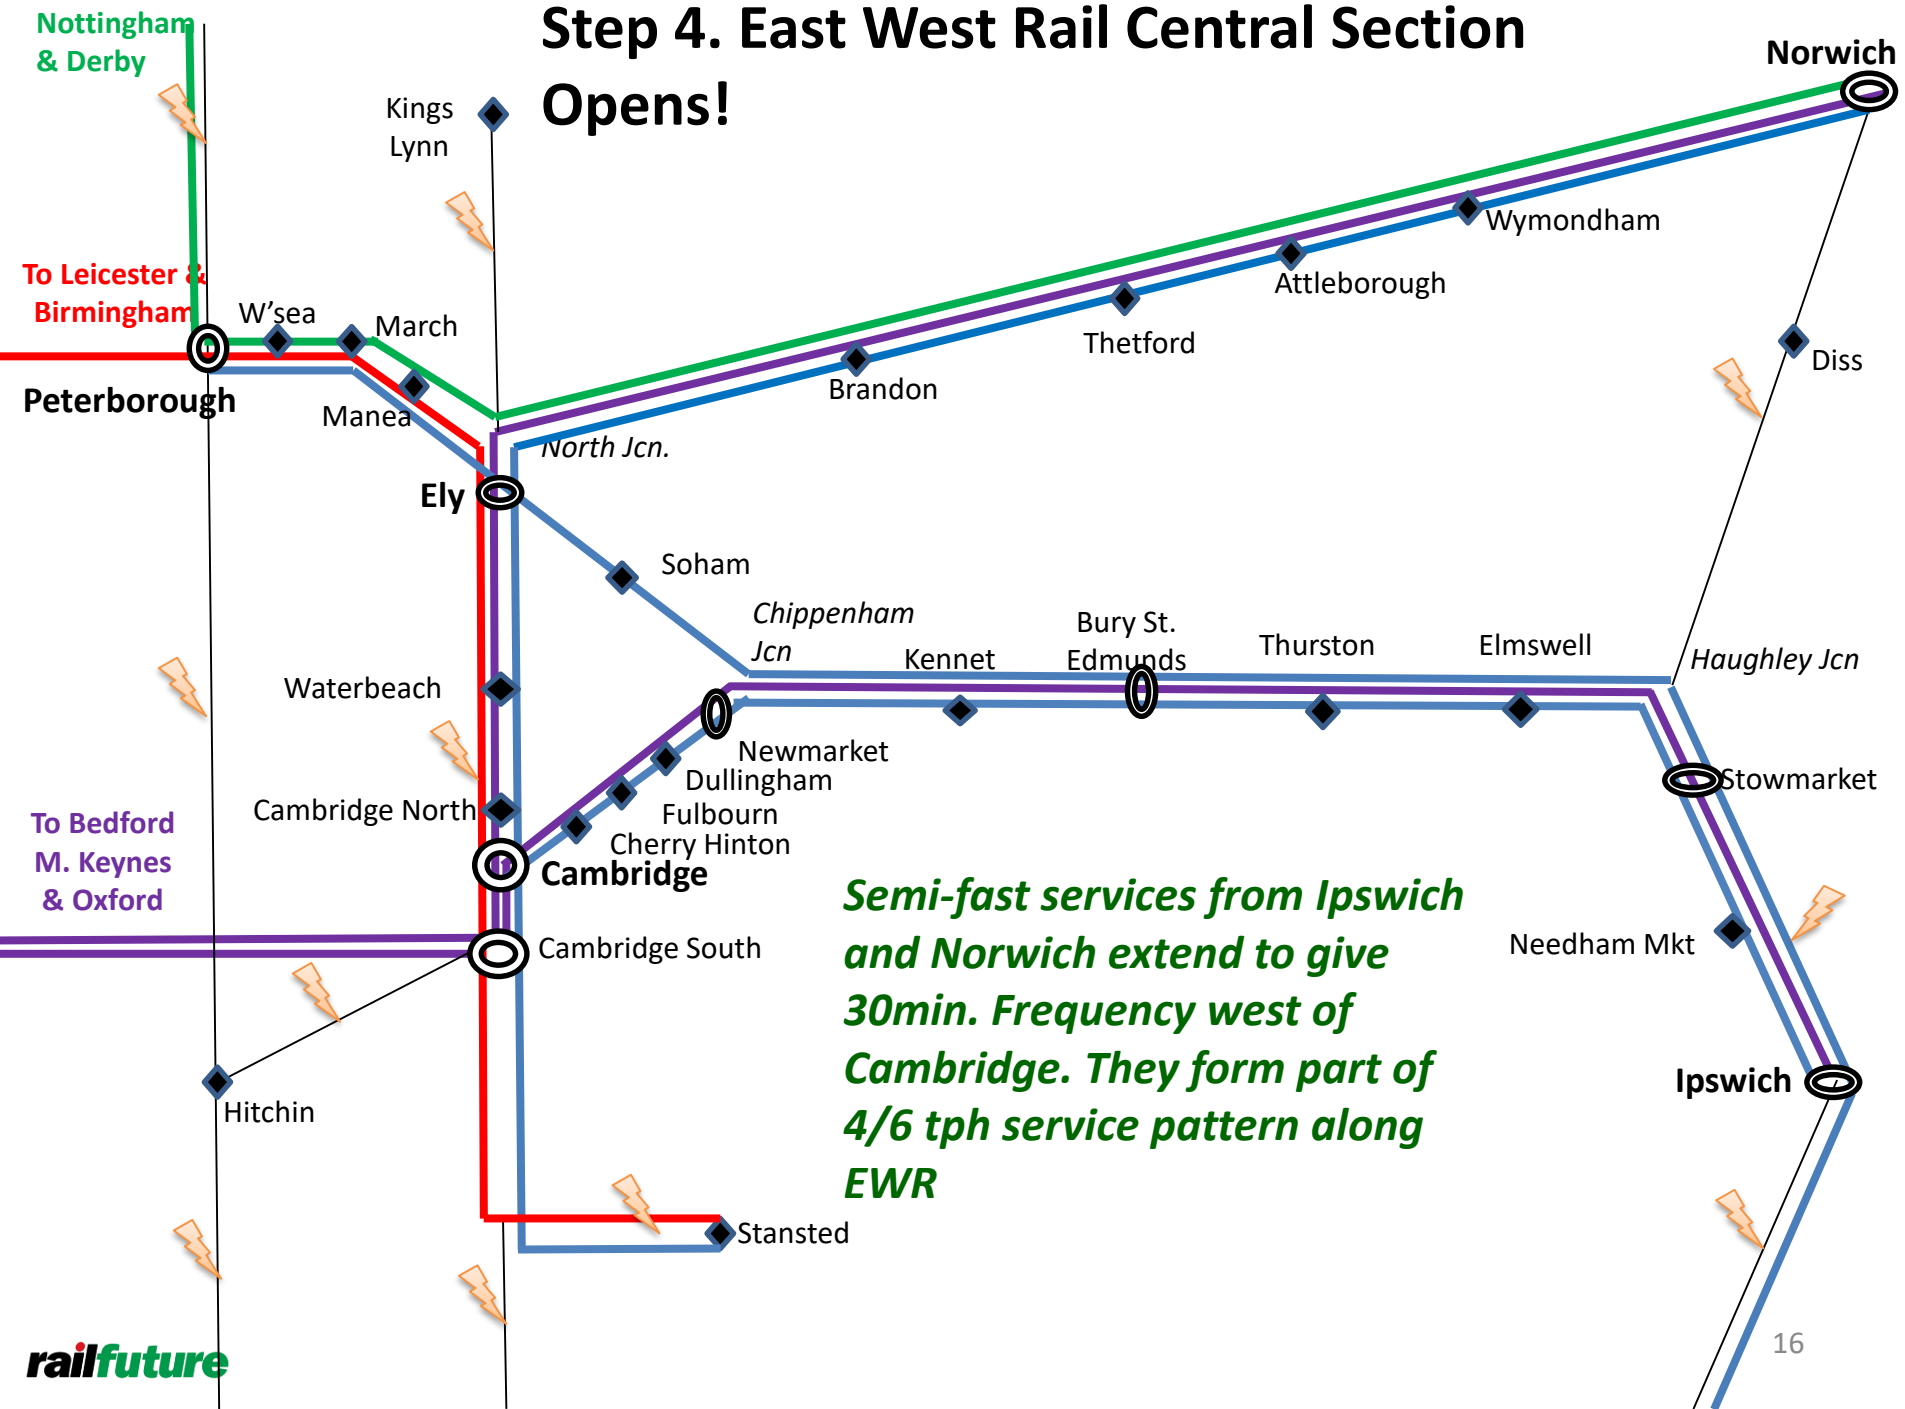 Step 4. East West Rail Central Section
Opens!
Nottingham
& Derby
Norwich
Kings
Lynn
Wymondham
To Leicester &
Birmingham
W'sea
March
Attleborough
Thetford
Diss
Brandon
Peterborough
Manea
North Jcn.
Ely
Soham
Chippenham
Jcn
Bury St.
Edmunds
Kennet
Thurston
Elmswell
Haughley Jcn
Waterbeach
Newmarket
Dullingham
Stowmarket
Cambridge North
Fulbourn
Cherry Hinton
Cambridge
To Bedford
M. Keynes
& Oxford
Cambridge South
Semi-fast services from Ipswich
and Norwich extend to give
30min. Frequency west of
Cambridge. They form part of
4/6 tph service pattern along
EWR
Needham Mkt
Ipswich
Hitchin
Stansted
railfuture
16